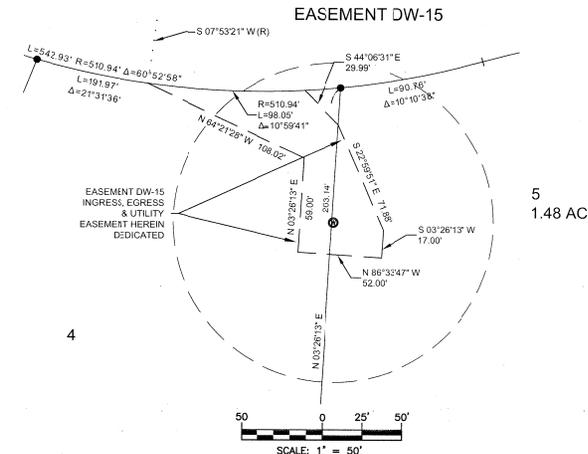 EASEMENT DW-15
S 07°53'21" W (R)
L=542.93' R=510.94' Δ=60°52'58"
L=191.97'
Δ=21°31'36"
S 44°06'31" E
29.99'
R=510.94'
L=98.05'
Δ=10°59'41"
L=90.76'
Δ=10°10'38"
N 64°21'28" W 108.02'
S 22°59'51" E 71.88'
EASEMENT DW-15
INGRESS, EGRESS
& UTILITY
EASEMENT HEREIN
DEDICATED
N 03°26'13" E
59.00'
203.14'
5
1.48 AC
S 03°26'13" W
17.00'
N 86°33'47" W
52.00'
4
N 03°26'13" E
50 0 25' 50'
SCALE: 1" = 50'